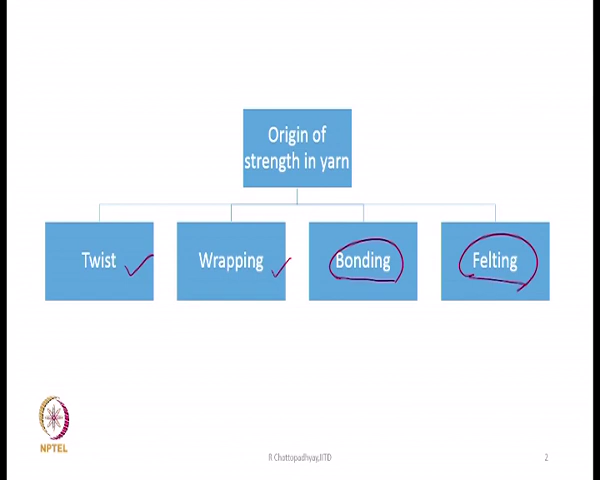 Origin of
strength in yarn
Twist
Wrapping
Bonding
Felting
NPTEL
R Chattopadhyay,IITD
2